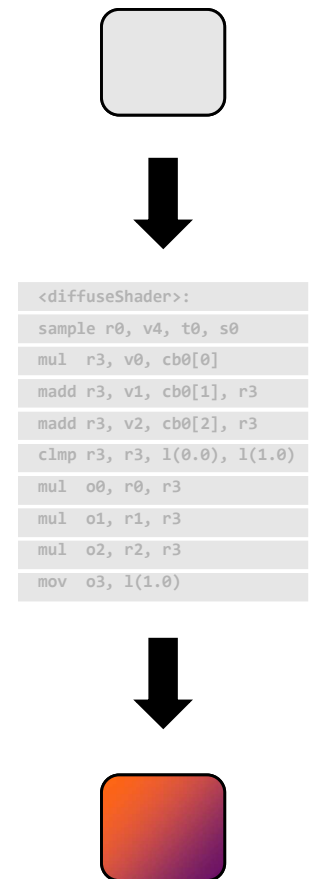 <diffuseShader>:
sample r0, v4, t0, s0
mul  r3, v0, cb0[0]
madd r3, v1, cb0[1], r3
madd r3, v2, cb0[2], r3
clmp r3, r3, l(0.0), l(1.0)
mul  o0, r0, r3
mul  o1, r1, r3
mul  o2, r2, r3
mov  o3, l(1.0)